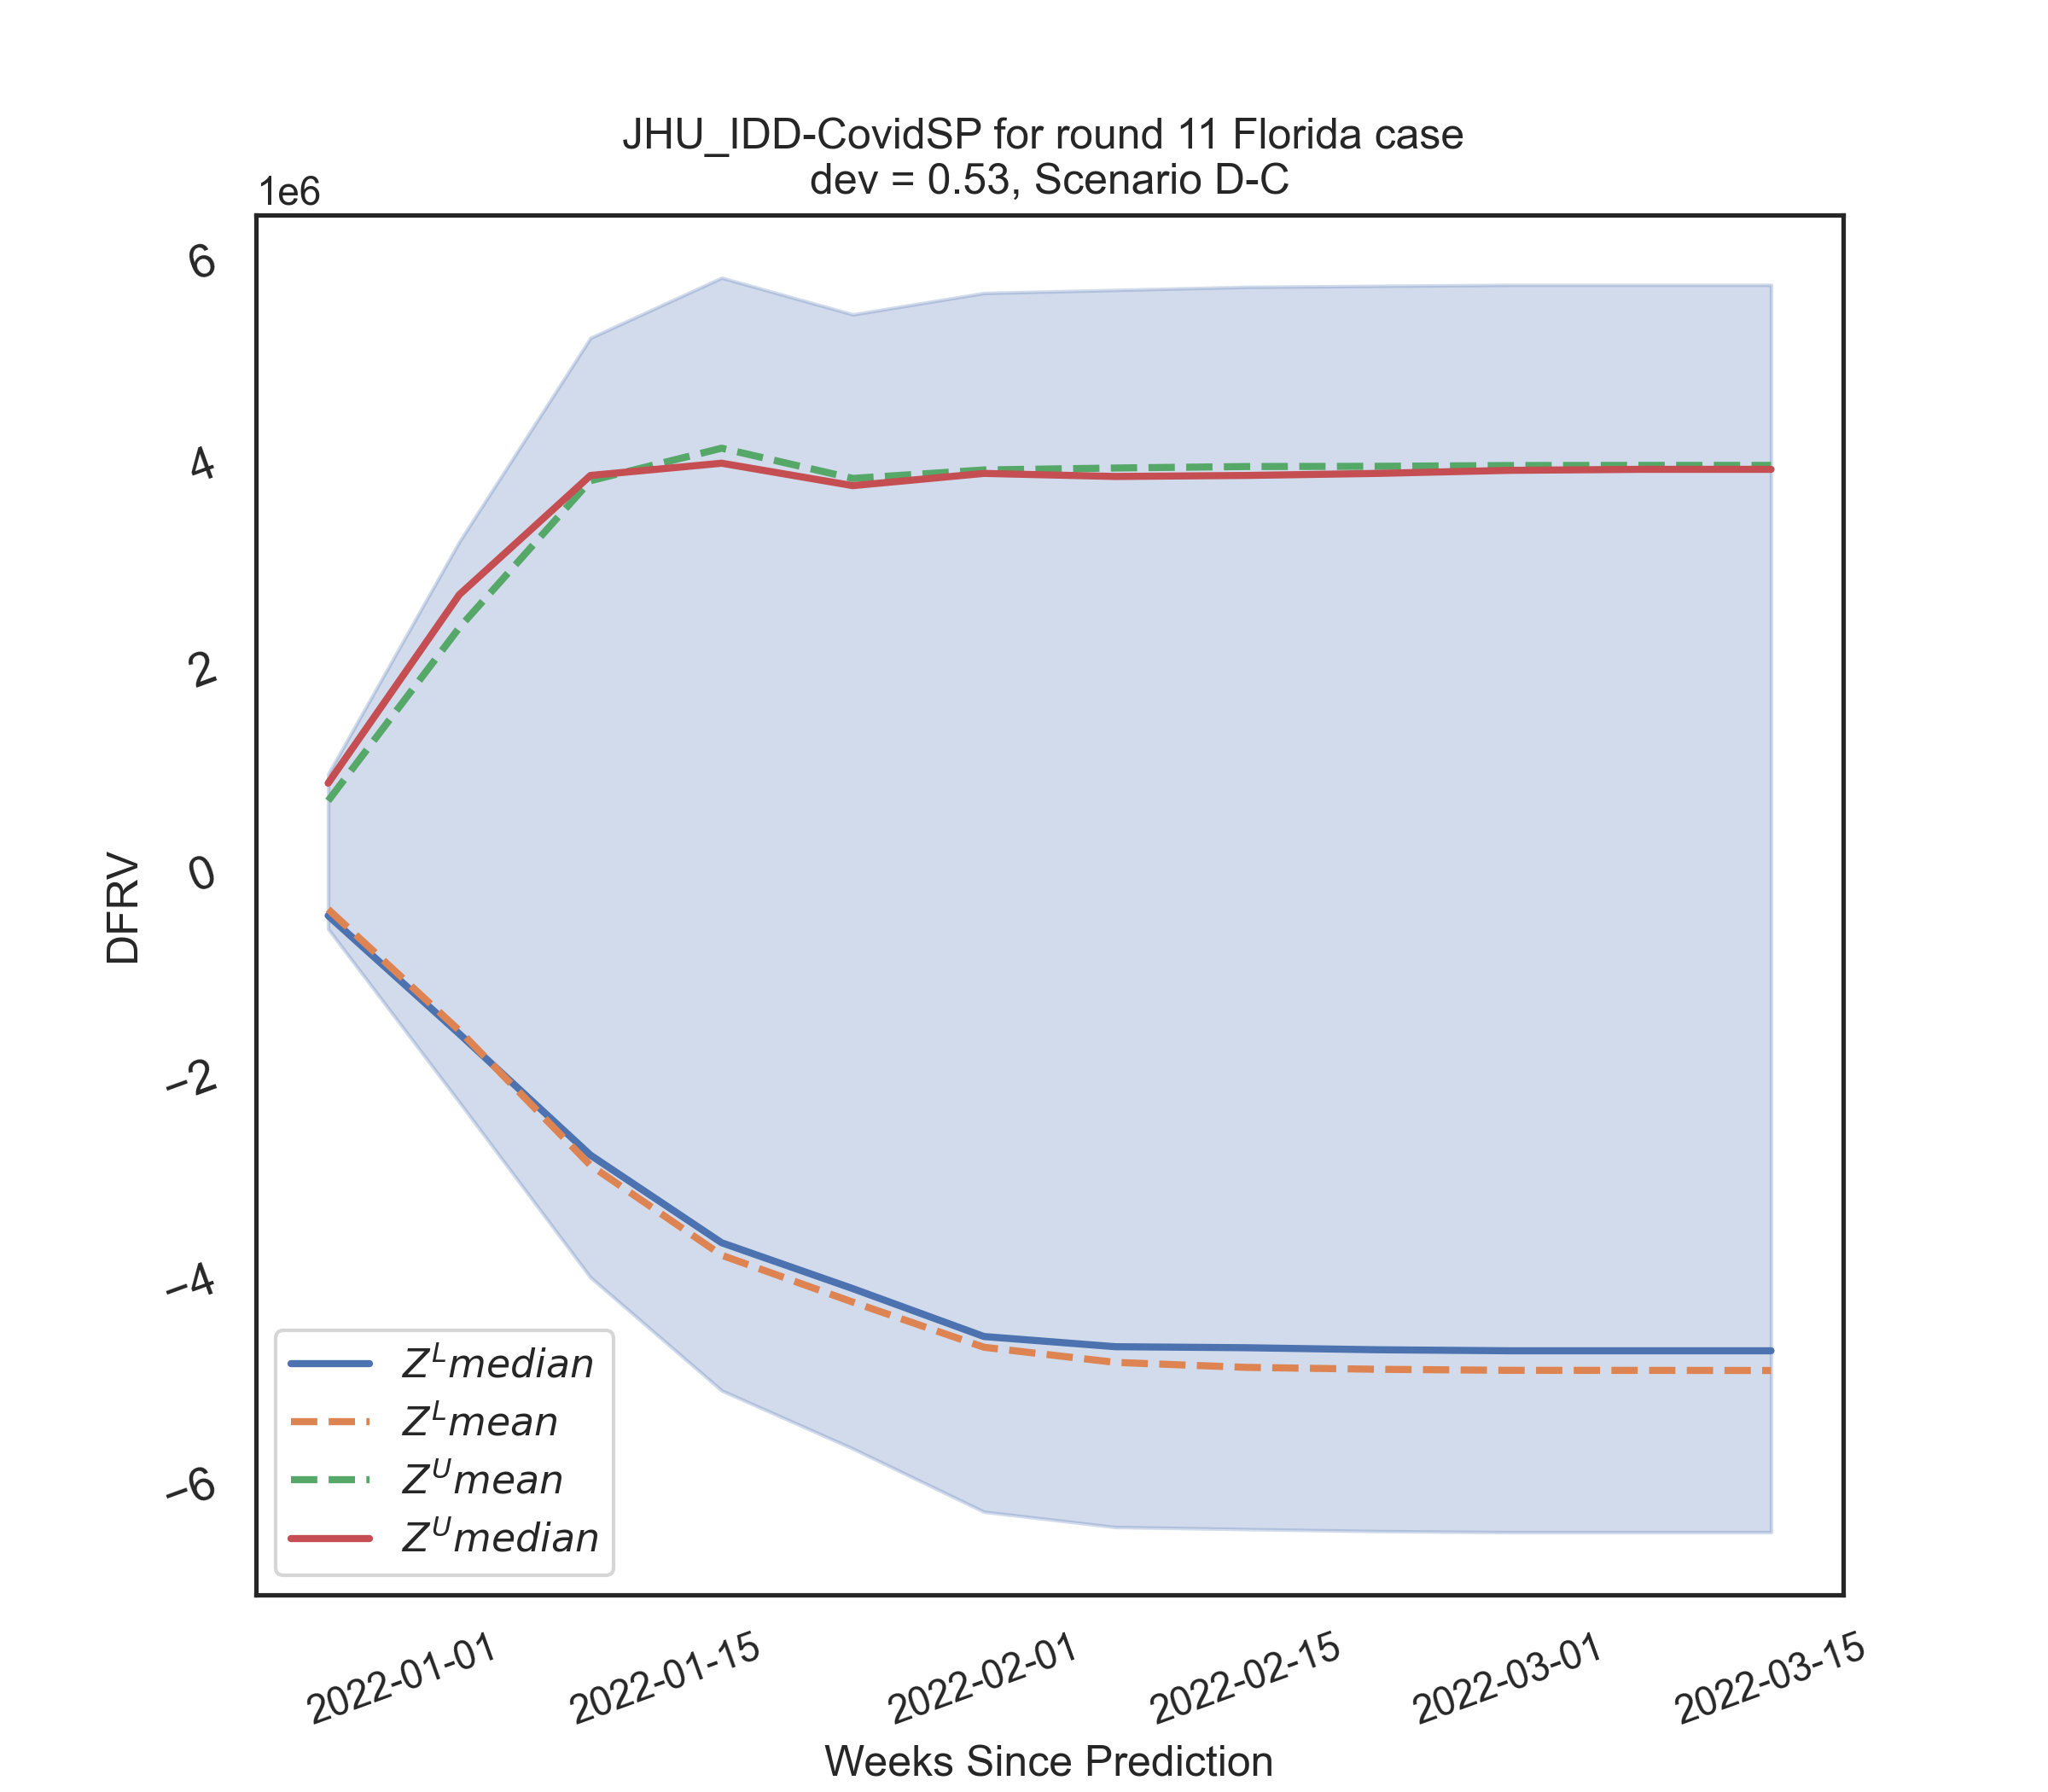 JHU_IDD-CovidSP for round 11 Florida case
dev = 0.53, Scenario D-C
1e6
6
4
2
0
−2
−4
−6
DFRV
Z^L median
Z^L mean
Z^U mean
Z^U median
2022-01-01
2022-01-15
2022-02-01
2022-02-15
2022-03-01
2022-03-15
Weeks Since Prediction